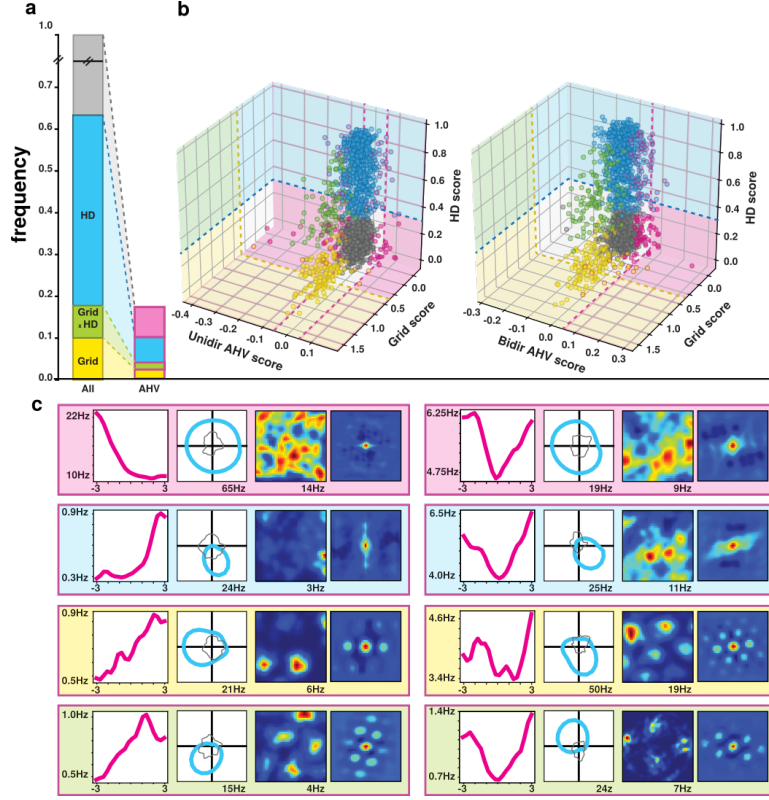 a
b
1.0
0.7
0.6
0.5
0.4
0.3
0.2
0.1
0.0
frequency
HD
Grid
x HD
Grid
All
AHV
1.0
0.8
0.6
0.4
0.2
0.0
HD score
0.0
0.5
1.0
1.5
Grid score
-0.4
-0.3
-0.2
-0.1
0.0
0.1
Unidir AHV score
1.0
0.8
0.6
0.4
0.2
0.0
HD score
0.0
0.5
1.0
1.5
Grid score
-0.2
-0.1
0.0
0.1
0.2
0.3
Bidir AHV score
c
22Hz
10Hz
-3 3
65Hz
14Hz
6.25Hz
4.75Hz
-3 3
19Hz
9Hz
0.9Hz
0.3Hz
-3 3
24Hz
3Hz
6.5Hz
4.0Hz
-3 3
25Hz
11Hz
0.9Hz
0.5Hz
-3 3
21Hz
6Hz
4.6Hz
3.4Hz
-3 3
50Hz
19Hz
1.0Hz
0.5Hz
-3 3
15Hz
4Hz
1.4Hz
0.7Hz
-3 3
24z
7Hz